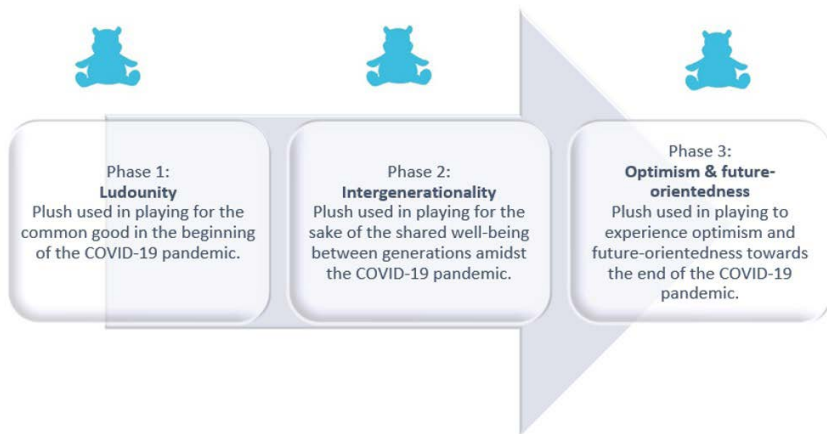 Phase 1:
Ludounity
Plush used in playing for the
common good in the beginning
of the COVID-19 pandemic.
Phase 2:
Intergenerationality
Plush used in playing for the
sake of the shared well-being
between generations amidst
the COVID-19 pandemic.
Phase 3:
Optimism & future-
orientedness
Plush used in playing to
experience optimism and
future-orientedness towards
the end of the COVID-19
pandemic.